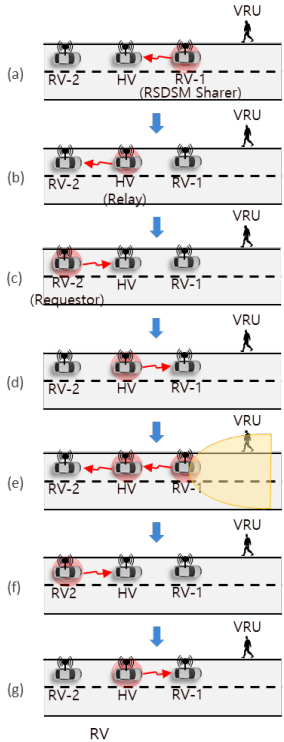 VRU
(a)
RV-2 HV RV-1
(RSDSM Sharer)
VRU
(b)
RV-2 HV RV-1
(Relay)
VRU
(c)
RV-2 HV RV-1
(Requestor)
VRU
(d)
RV-2 HV RV-1
VRU
(e)
RV-2 HV RV-1
VRU
(f)
RV2 HV RV-1
VRU
(g)
RV-2 HV RV-1
RV